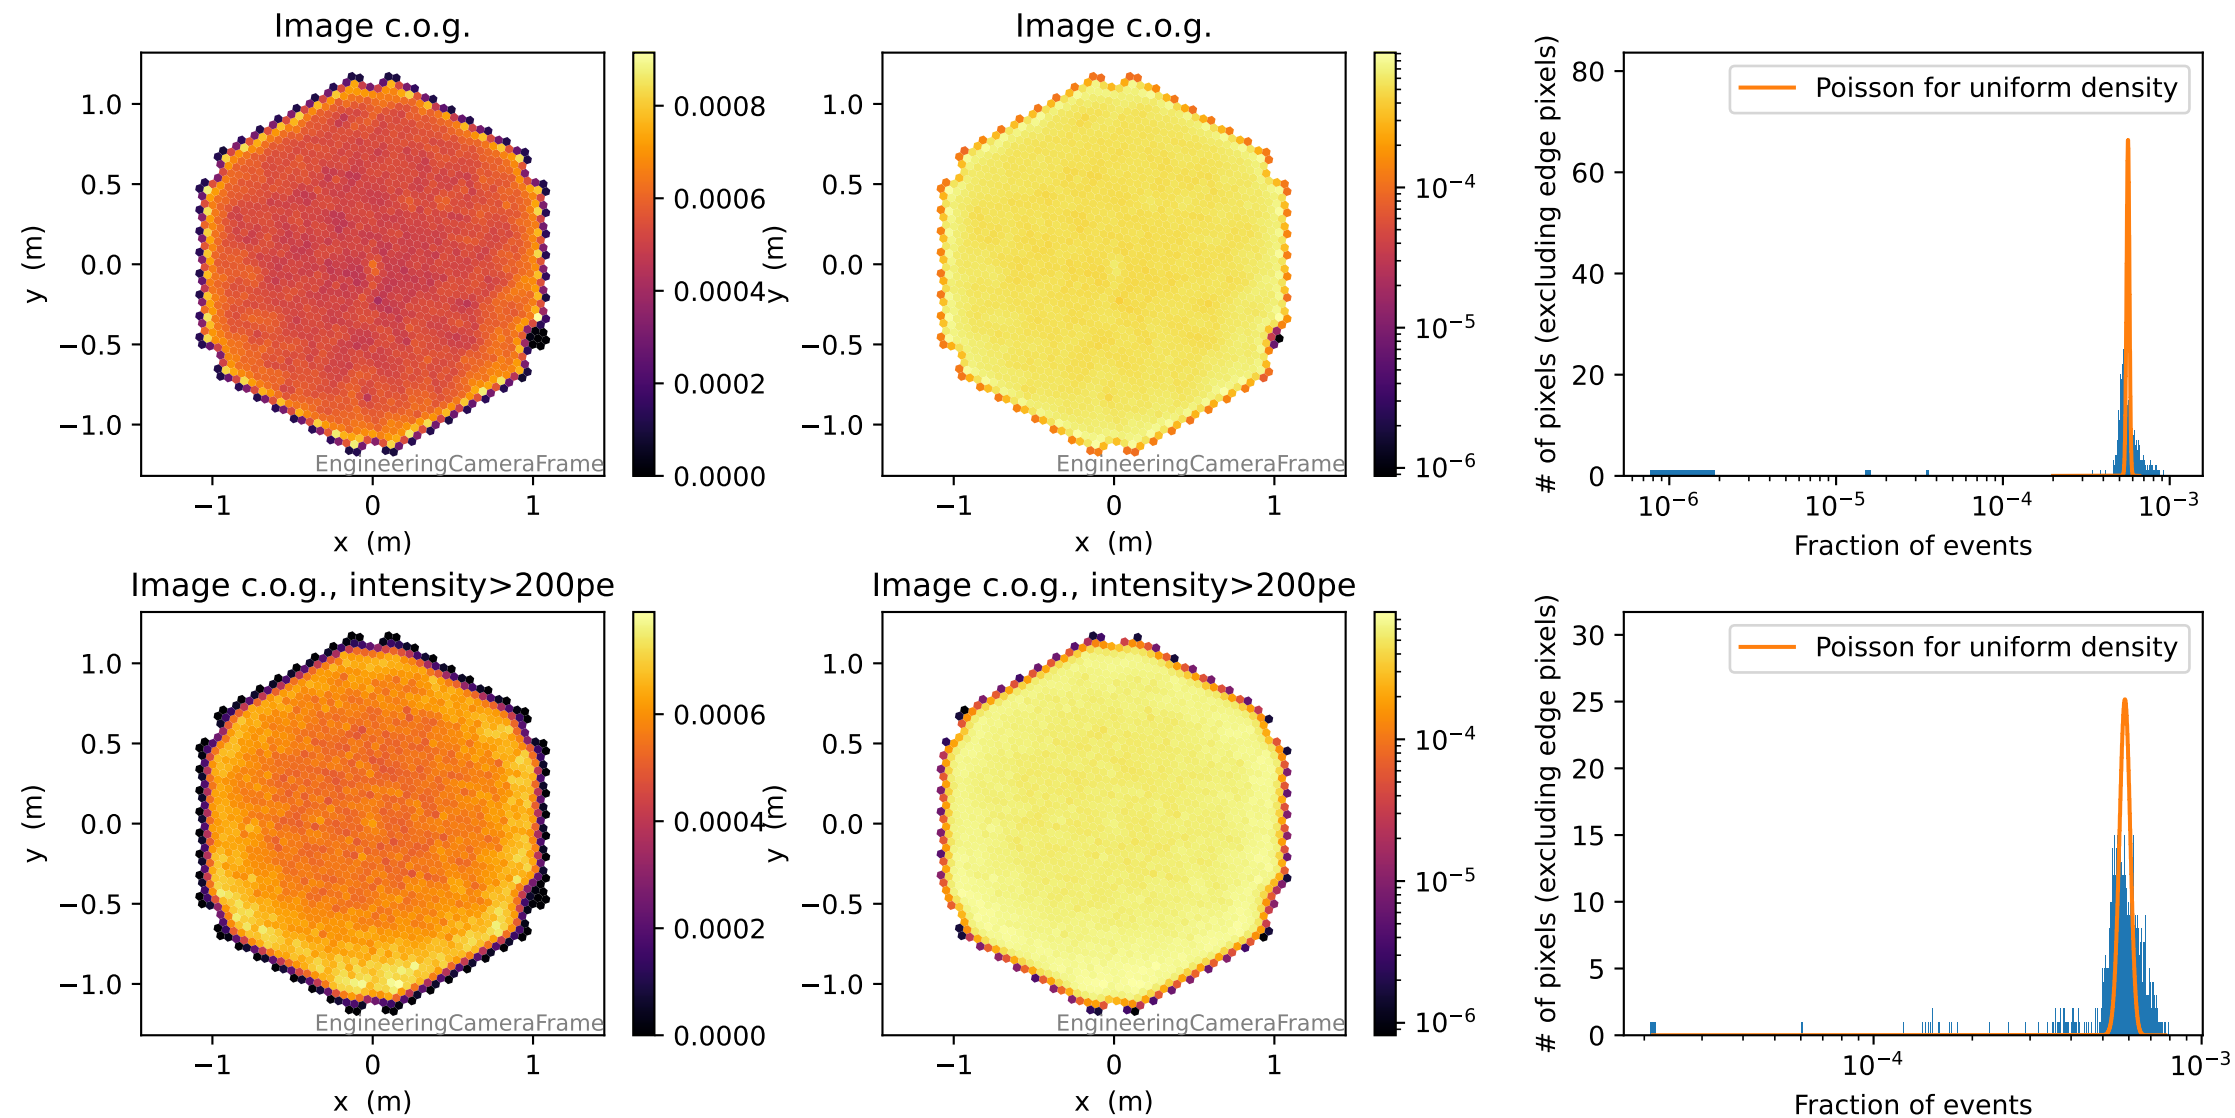 Image c.o.g.
1.0
0.5
0.0
−0.5
−1.0
y (m)
−1
0
1
x (m)
EngineeringCameraFrame
0.0008
0.0006
0.0004
0.0002
0.0000
Image c.o.g.
1.0
0.5
0.0
−0.5
−1.0
y (m)
−1
0
1
x (m)
EngineeringCameraFrame
10⁻⁴
10⁻⁵
10⁻⁶
# of pixels (excluding edge pixels)
80
60
40
20
0
Poisson for uniform density
10⁻⁶
10⁻⁵
10⁻⁴
10⁻³
Fraction of events
Image c.o.g., intensity>200pe
1.0
0.5
0.0
−0.5
−1.0
y (m)
−1
0
1
x (m)
EngineeringCameraFrame
0.0006
0.0004
0.0002
0.0000
Image c.o.g., intensity>200pe
1.0
0.5
0.0
−0.5
−1.0
y (m)
−1
0
1
x (m)
EngineeringCameraFrame
10⁻⁴
10⁻⁵
10⁻⁶
# of pixels (excluding edge pixels)
30
25
20
15
10
5
0
Poisson for uniform density
10⁻⁴
10⁻³
Fraction of events